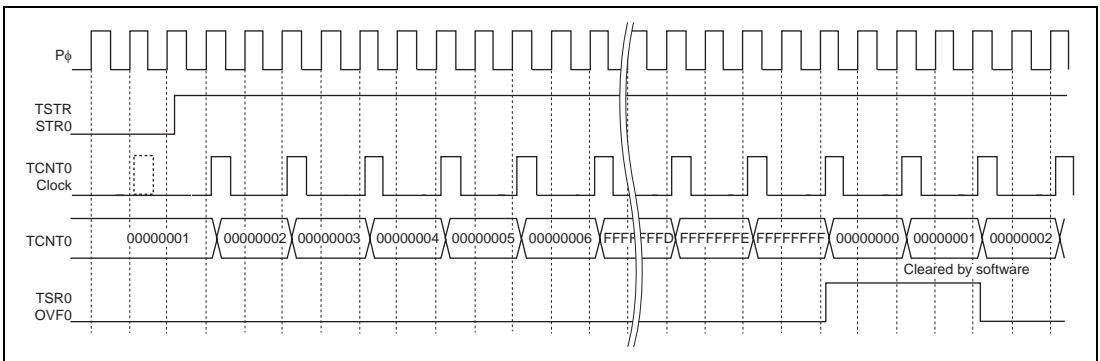 Pϕ
TSTR
STR0
TCNT0
Clock
TCNT0 00000001 00000002 00000003 00000004 00000005 00000006 FFFFFFFD FFFFFFFE FFFFFFFF 00000000 00000001 00000002
Cleared by software
TSR0
OVF0